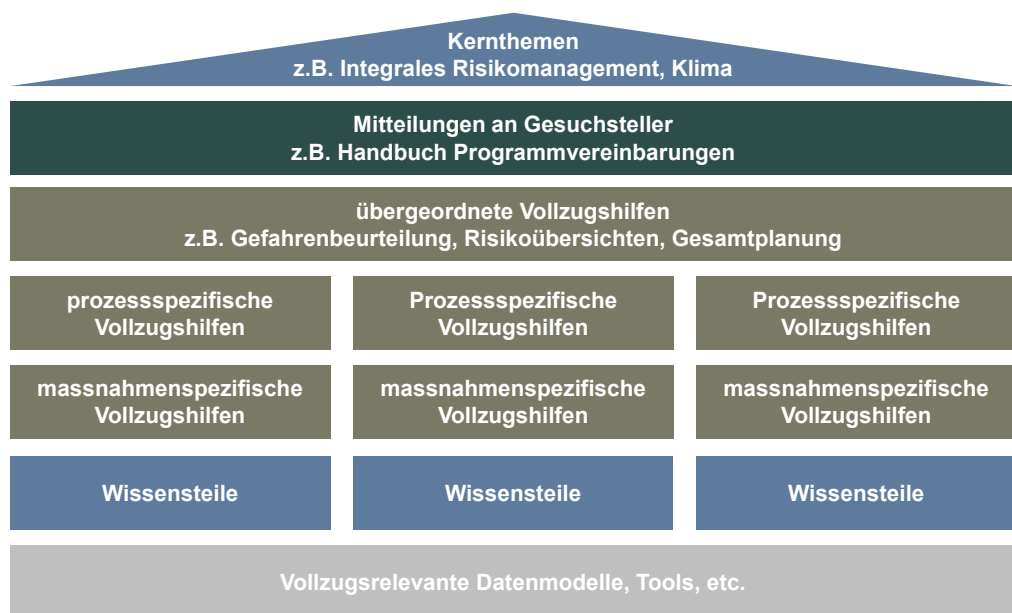 Kernthemen
z.B. Integrales Risikomanagement, Klima
Mitteilungen an Gesuchsteller
z.B. Handbuch Programmvereinbarungen
übergeordnete Vollzugshilfen
z.B. Gefahrenbeurteilung, Risikoübersichten, Gesamtplanung
prozessspezifische
Vollzugshilfen
Prozessspezifische
Vollzugshilfen
Prozessspezifische
Vollzugshilfen
massnahmenspezifische
Vollzugshilfen
massnahmenspezifische
Vollzugshilfen
massnahmenspezifische
Vollzugshilfen
Wissensteile
Wissensteile
Wissensteile
Vollzugsrelevante Datenmodelle, Tools, etc.